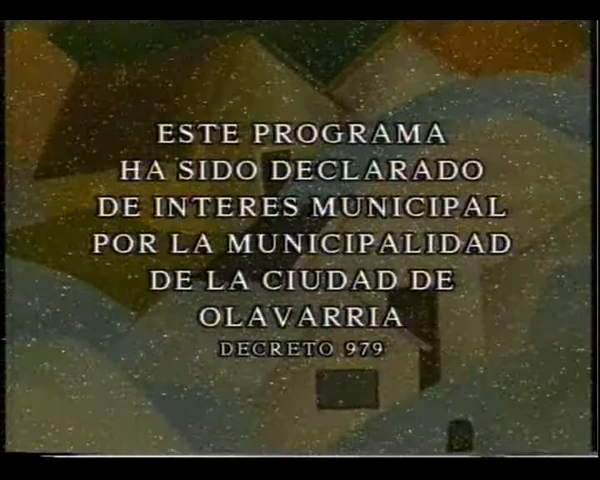 ESTE PROGRAMA
HA SIDO DECLARADO
DE INTERES MUNICIPAL
POR LA MUNICIPALIDAD
DE LA CIUDAD DE
OLAVARRIA
DECRETO 979